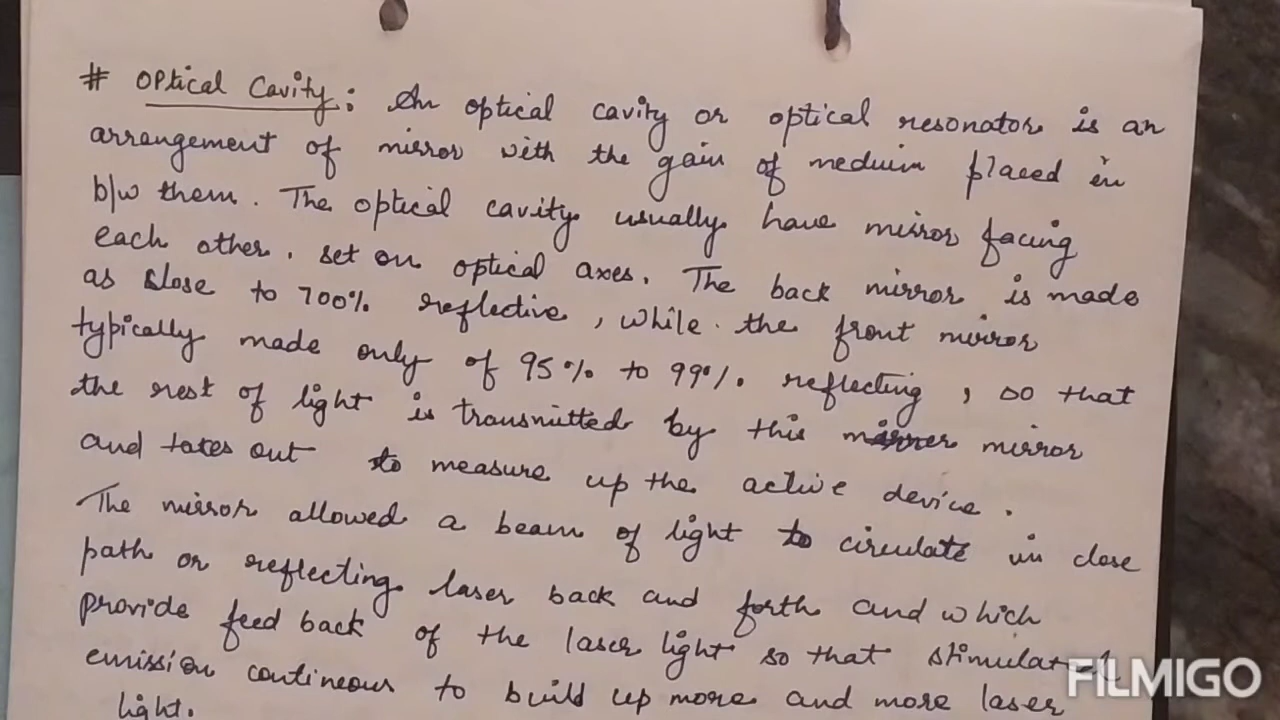 # Optical Cavity: An optical cavity or optical resonator is an
arrangement of mirror with the gain of meduim placed in
b/w them. The optical cavity usually have mirror facing
each other. set on optical axes. The back mirror is made
as close to 700% reflective, while the front mirror
typically made only of 95% to 99% reflecting, so that
the rest of light is transmitted by this mirror
and takes out to measure up the active device.
The mirror allowed a beam of light to circulate in close
path or reflecting laser back and forth and which
provide feed back of the laser light so that stimulated
emission contineous to build up more and more laser
light.
FILMIGO